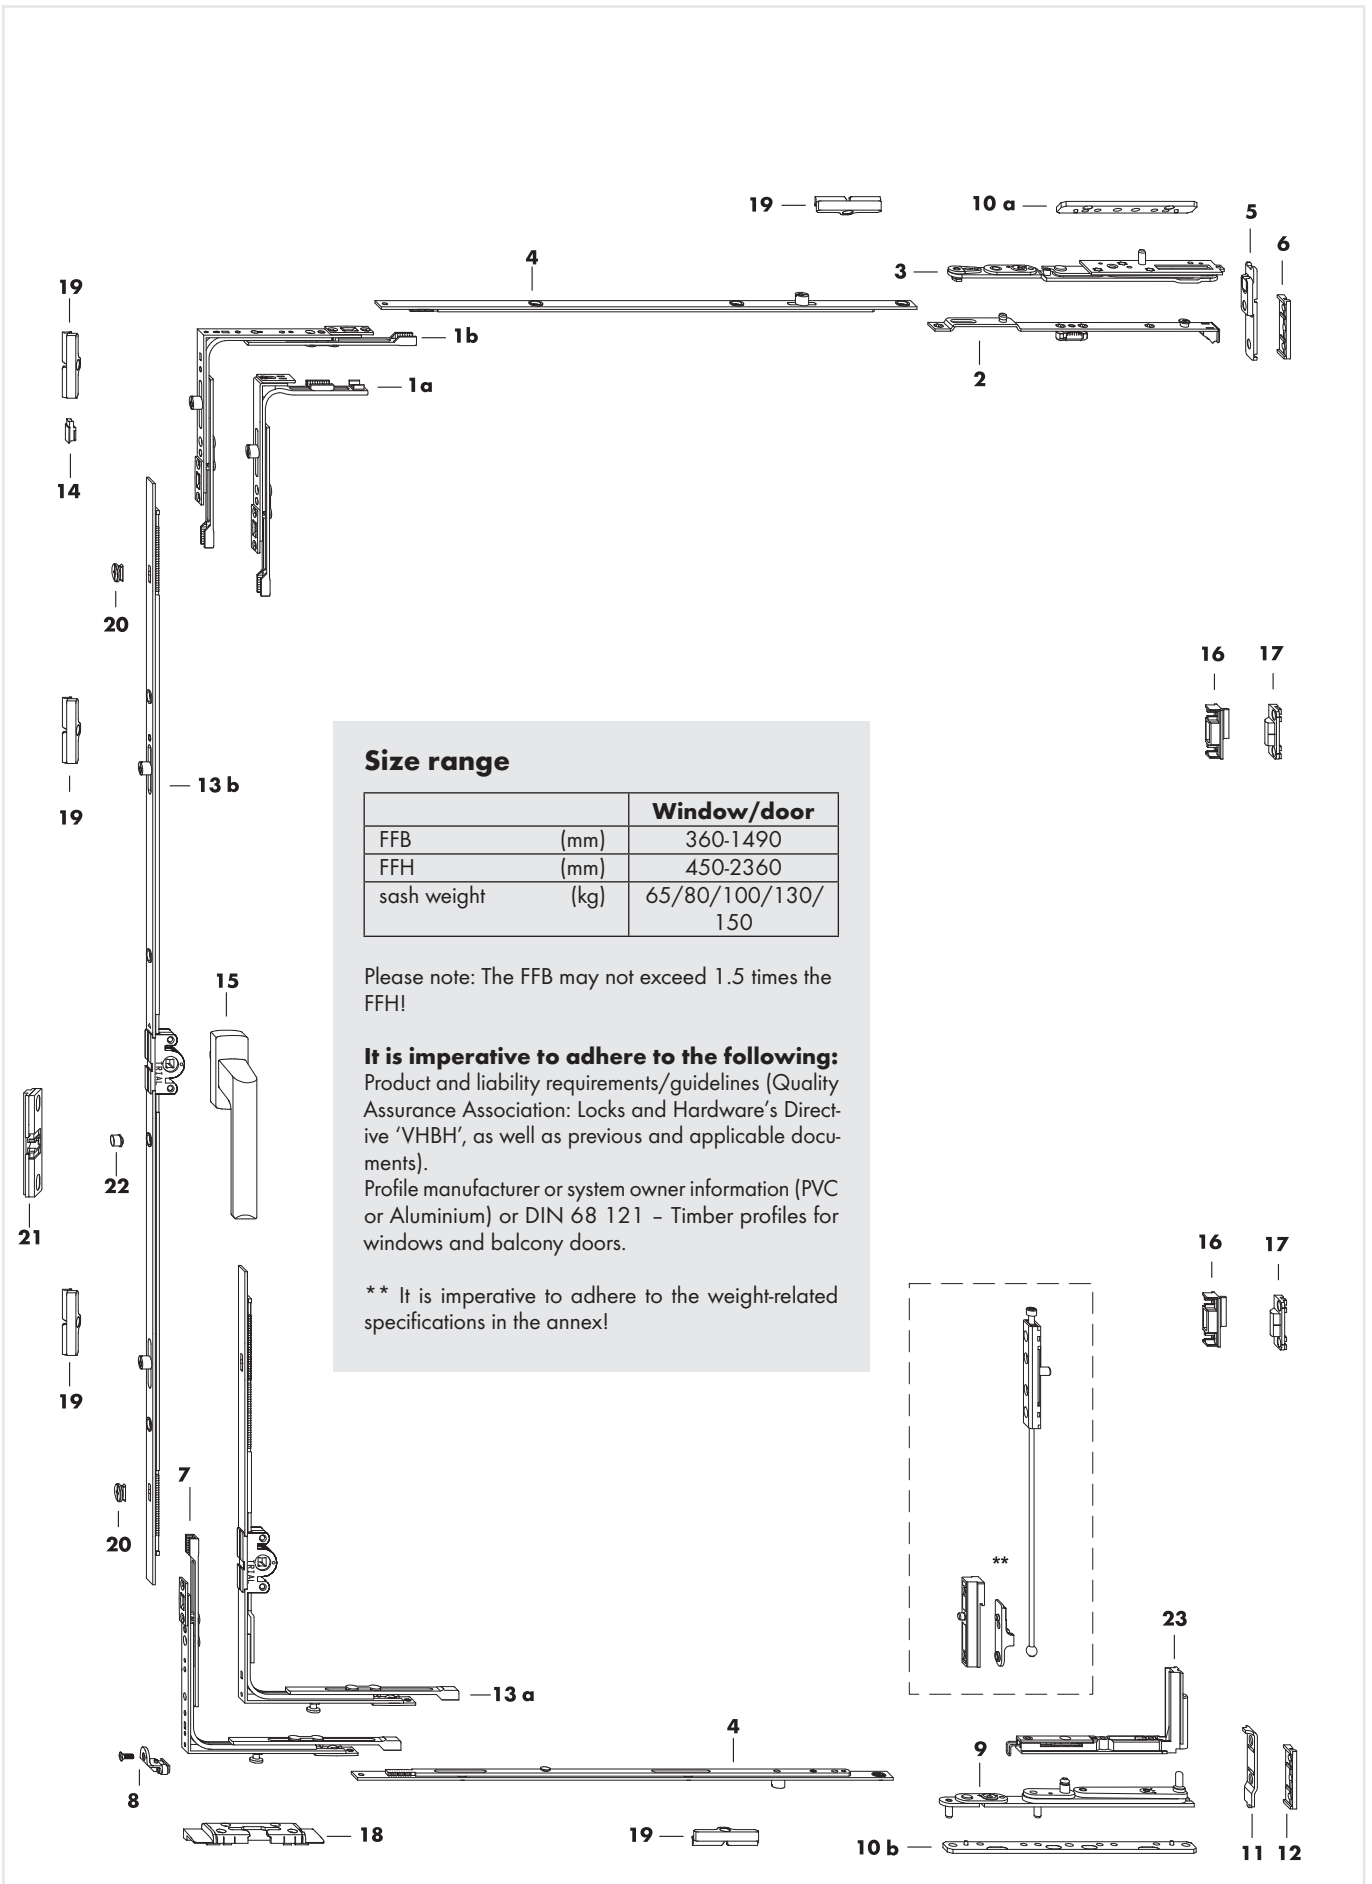 19
10 a
5
6
4
3
19
1b
2
1a
14
20
16
17
13 b
19
Size range
Window/door
FFB (mm) 360-1490
FFH (mm) 450-2360
sash weight (kg) 65/80/100/130/
150
Please note: The FFB may not exceed 1.5 times the
FFH!
It is imperative to adhere to the following:
Product and liability requirements/guidelines (Quality
Assurance Association: Locks and Hardware's Direct-
ive 'VHBH', as well as previous and applicable docu-
ments).
Profile manufacturer or system owner information (PVC
or Aluminium) or DIN 68 121 – Timber profiles for
windows and balcony doors.
** It is imperative to adhere to the weight-related
specifications in the annex!
15
TRIAL
22
21
16
17
19
7
20
TRIAL
**
23
13 a
4
9
8
18
19
10 b
11
12